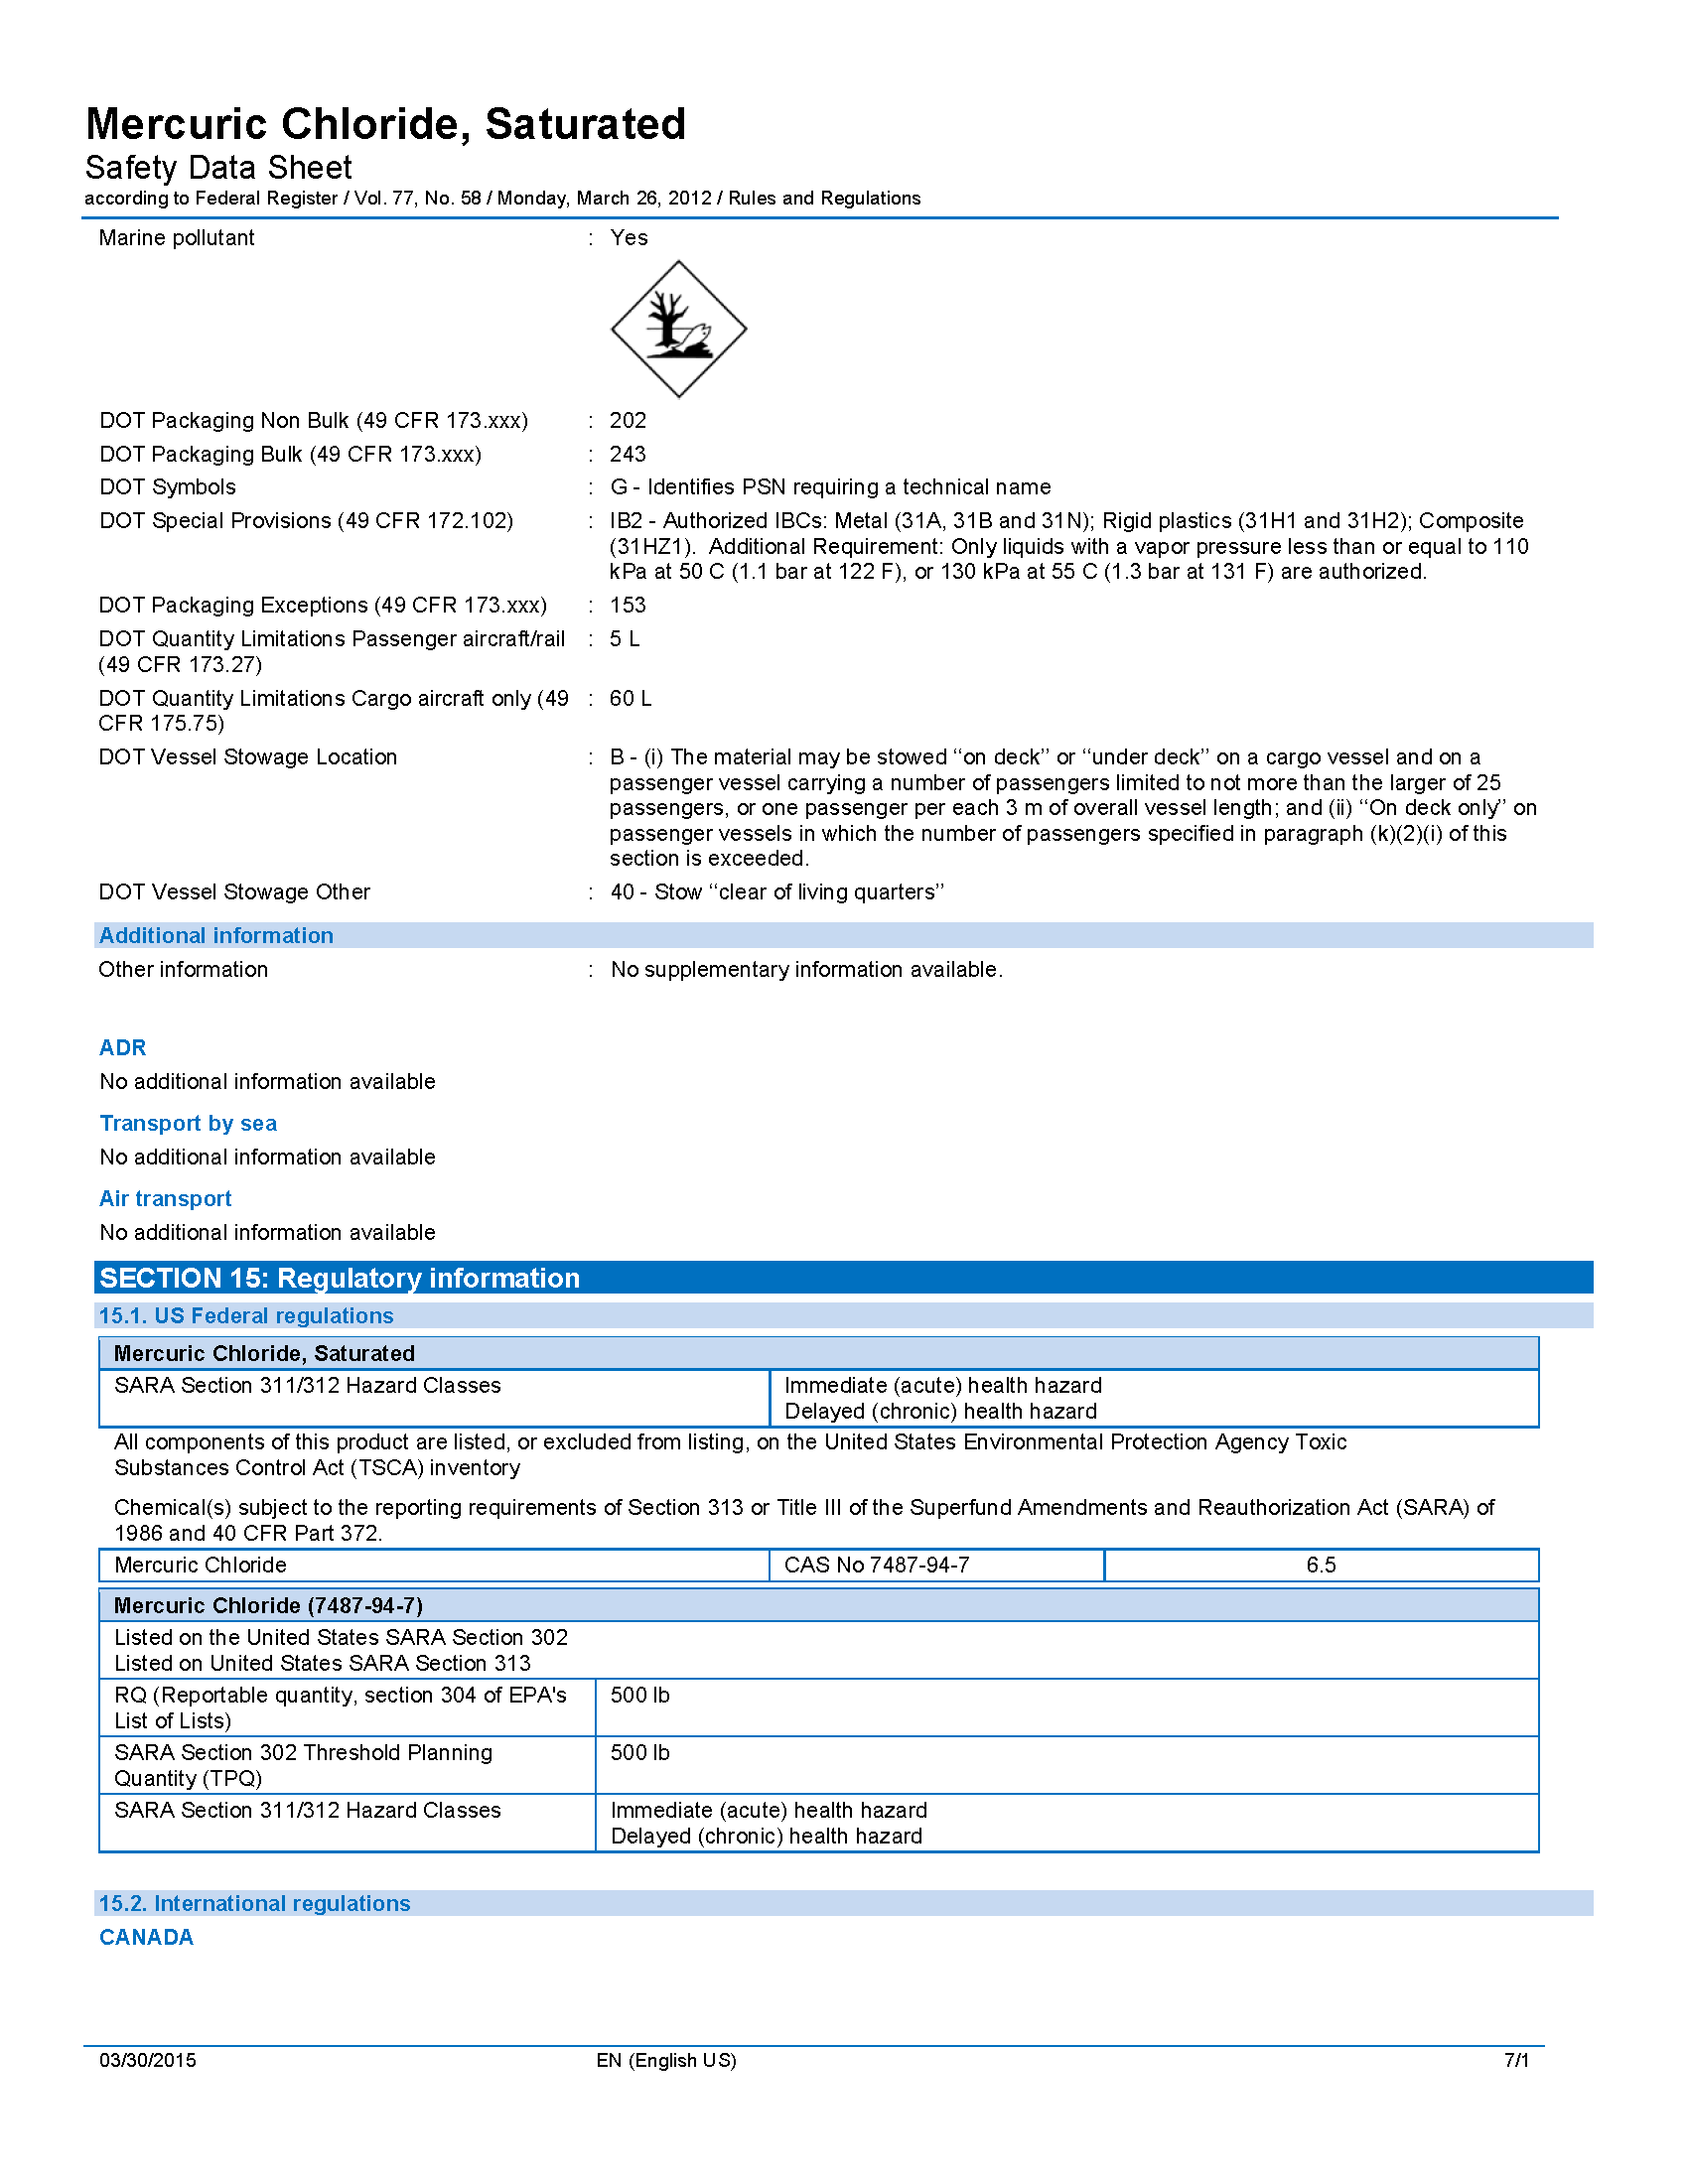 Mercuric Chloride, Saturated
Safety Data Sheet
according to Federal Register / Vol. 77, No. 58 / Monday, March 26, 2012 / Rules and Regulations
Marine pollutant : Yes
DOT Packaging Non Bulk (49 CFR 173.xxx) : 202
DOT Packaging Bulk (49 CFR 173.xxx) : 243
DOT Symbols : G - Identifies PSN requiring a technical name
DOT Special Provisions (49 CFR 172.102) : IB2 - Authorized IBCs: Metal (31A, 31B and 31N); Rigid plastics (31H1 and 31H2); Composite
(31HZ1).  Additional Requirement: Only liquids with a vapor pressure less than or equal to 110
kPa at 50 C (1.1 bar at 122 F), or 130 kPa at 55 C (1.3 bar at 131 F) are authorized.
DOT Packaging Exceptions (49 CFR 173.xxx) : 153
DOT Quantity Limitations Passenger aircraft/rail : 5 L
(49 CFR 173.27)
DOT Quantity Limitations Cargo aircraft only (49 : 60 L
CFR 175.75)
DOT Vessel Stowage Location : B - (i) The material may be stowed ‘‘on deck’’ or ‘‘under deck’’ on a cargo vessel and on a
passenger vessel carrying a number of passengers limited to not more than the larger of 25
passengers, or one passenger per each 3 m of overall vessel length; and (ii) ‘‘On deck only’’ on
passenger vessels in which the number of passengers specified in paragraph (k)(2)(i) of this
section is exceeded.
DOT Vessel Stowage Other : 40 - Stow ‘‘clear of living quarters’’
Additional information
Other information : No supplementary information available.
ADR
No additional information available
Transport by sea
No additional information available
Air transport
No additional information available
SECTION 15: Regulatory information
15.1. US Federal regulations
Mercuric Chloride, Saturated
SARA Section 311/312 Hazard Classes Immediate (acute) health hazard
Delayed (chronic) health hazard
All components of this product are listed, or excluded from listing, on the United States Environmental Protection Agency Toxic
Substances Control Act (TSCA) inventory
Chemical(s) subject to the reporting requirements of Section 313 or Title III of the Superfund Amendments and Reauthorization Act (SARA) of
1986 and 40 CFR Part 372.
Mercuric Chloride CAS No 7487-94-7 6.5
Mercuric Chloride (7487-94-7)
Listed on the United States SARA Section 302
Listed on United States SARA Section 313
RQ (Reportable quantity, section 304 of EPA's 500 lb
List of Lists)
SARA Section 302 Threshold Planning 500 lb
Quantity (TPQ)
SARA Section 311/312 Hazard Classes Immediate (acute) health hazard
Delayed (chronic) health hazard
15.2. International regulations
CANADA
03/30/2015 EN (English US) 7/1